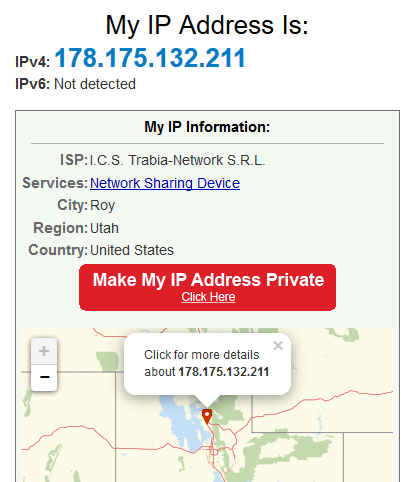 My IP Address Is:
IPv4: 178.175.132.211
IPv6: Not detected
My IP Information:
ISP: I.C.S. Trabia-Network S.R.L.
Services: Network Sharing Device
City: Roy
Region: Utah
Country: United States
Make My IP Address Private
Click Here
+
−
×
Click for more details
about 178.175.132.211